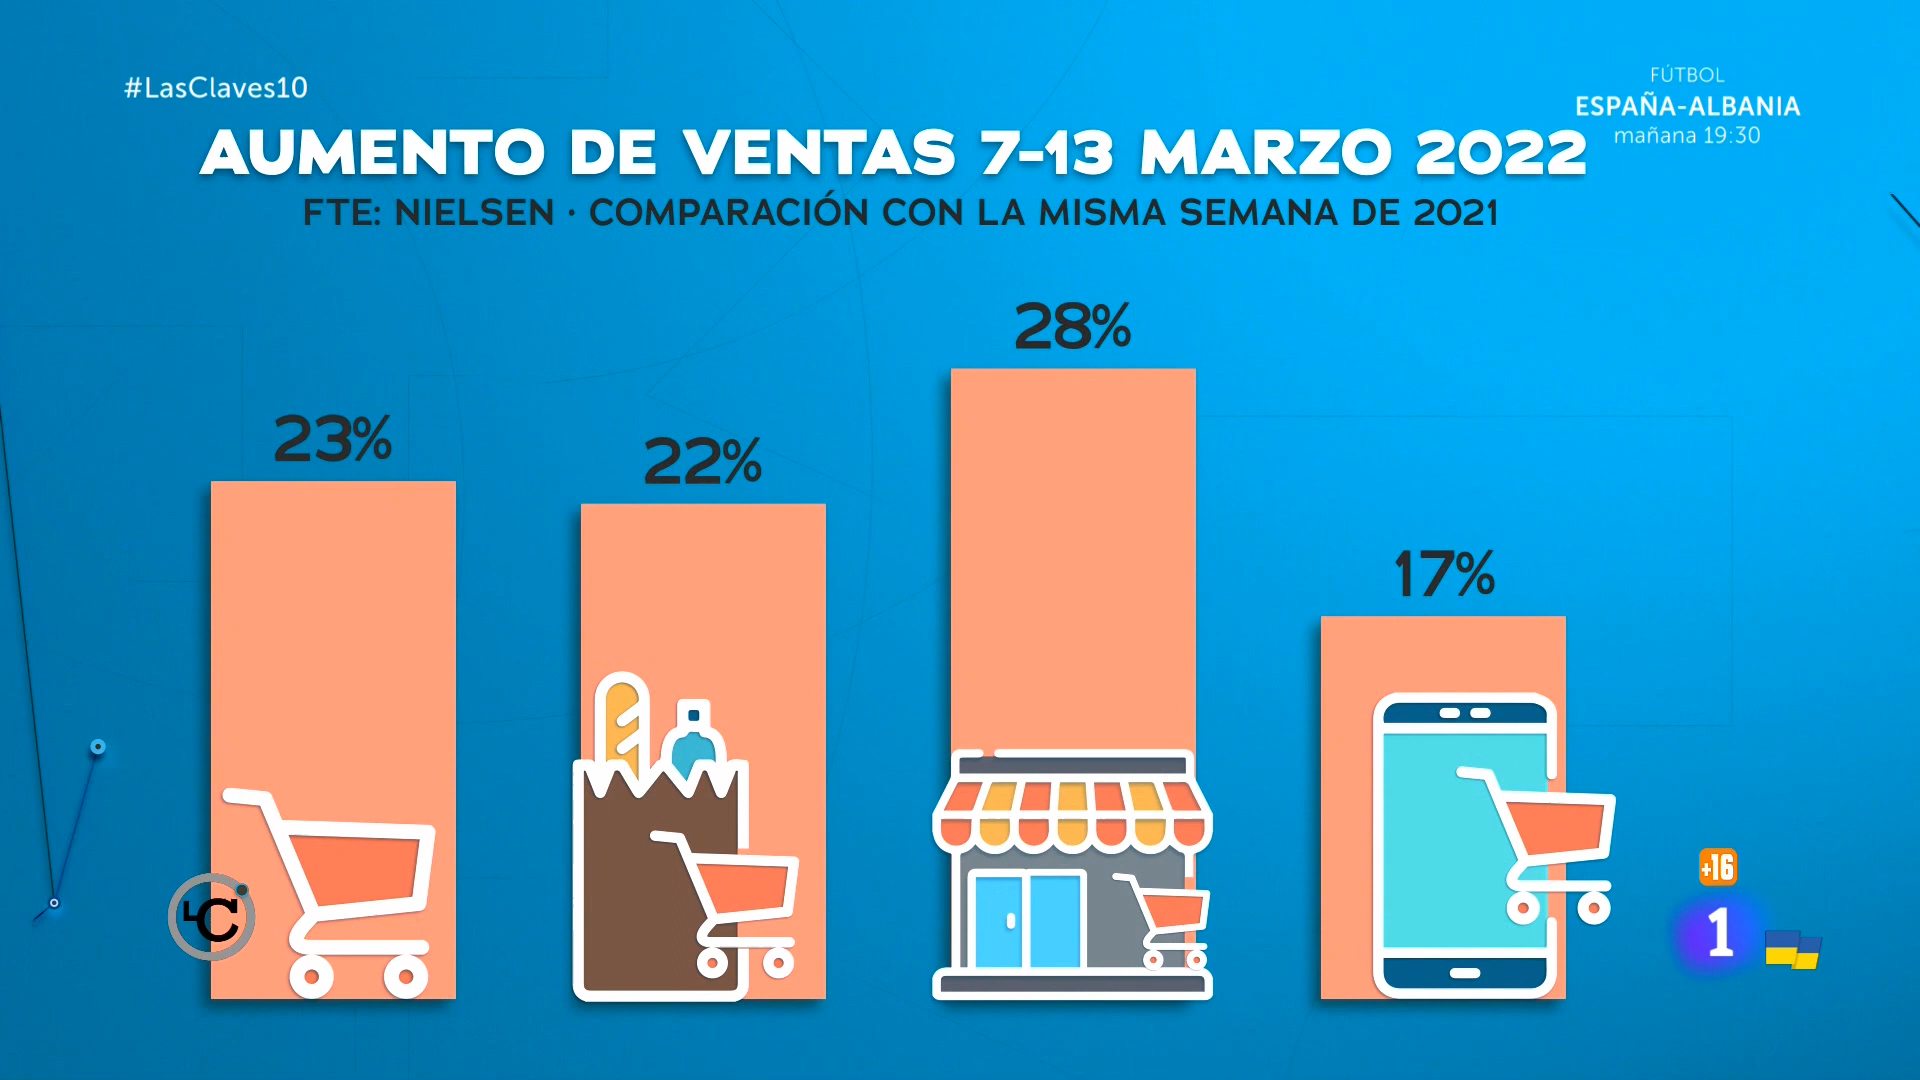 #LasClaves10
FÚTBOL
ESPAÑA-ALBANIA
mañana 19:30
AUMENTO DE VENTAS 7-13 MARZO 2022
FTE: NIELSEN · COMPARACIÓN CON LA MISMA SEMANA DE 2021
23%
22%
28%
17%
LC
+16
1